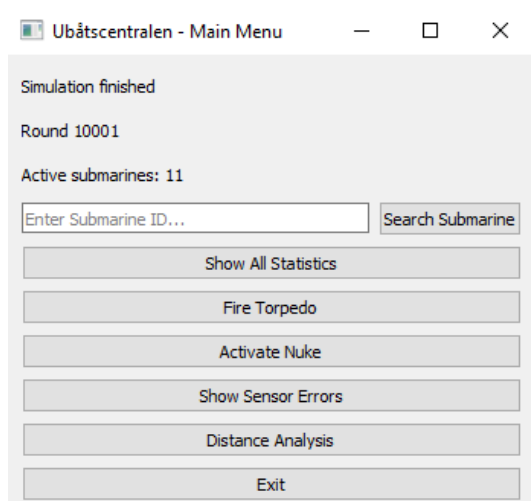 Ubåtscentralen - Main Menu
Simulation finished
Round 10001
Active submarines: 11
Enter Submarine ID... Search Submarine
Show All Statistics
Fire Torpedo
Activate Nuke
Show Sensor Errors
Distance Analysis
Exit